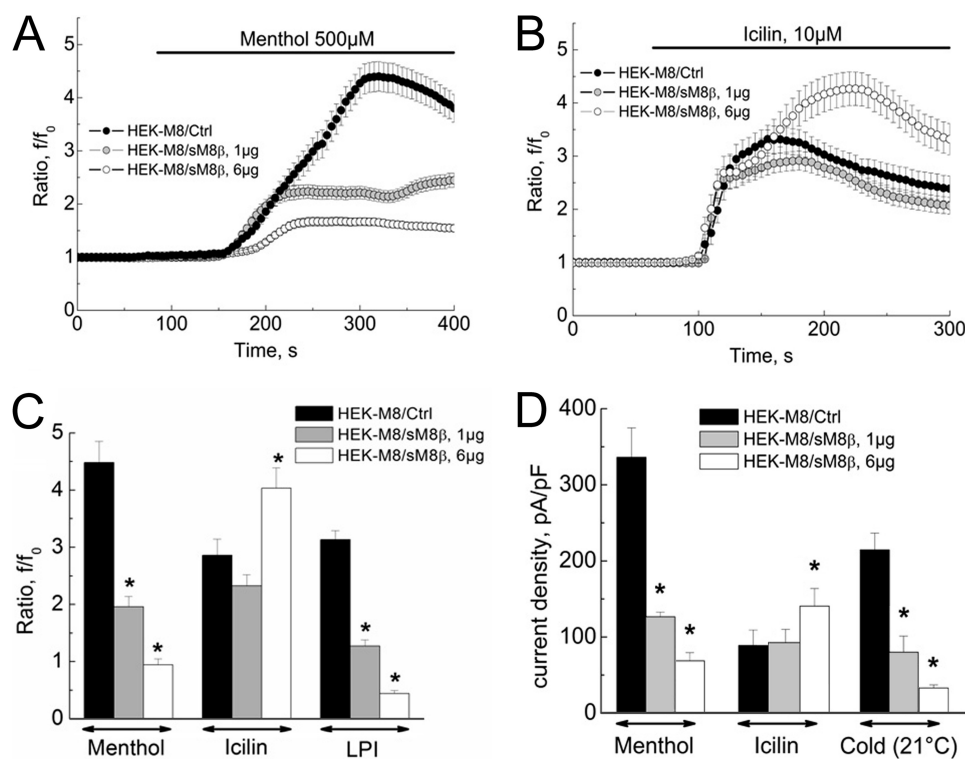 A
Menthol 500µM
HEK-M8/Ctrl
HEK-M8/sM8β, 1µg
HEK-M8/sM8β, 6µg
Ratio, f/f0
5
4
3
2
1
0
0 100 200 300 400
Time, s
B
Icilin, 10µM
HEK-M8/Ctrl
HEK-M8/sM8β, 1µg
HEK-M8/sM8β, 6µg
Ratio, f/f0
5
4
3
2
1
0
0 100 200 300
Time, s
C
HEK-M8/Ctrl
HEK-M8/sM8β, 1µg
HEK-M8/sM8β, 6µg
Ratio, f/f0
5
4
3
2
1
0
* * * * *
Menthol Icilin LPI
D
HEK-M8/Ctrl
HEK-M8/sM8β, 1µg
HEK-M8/sM8β, 6µg
current density, pA/pF
400
300
200
100
0
* * * * *
Menthol Icilin Cold (21°C)